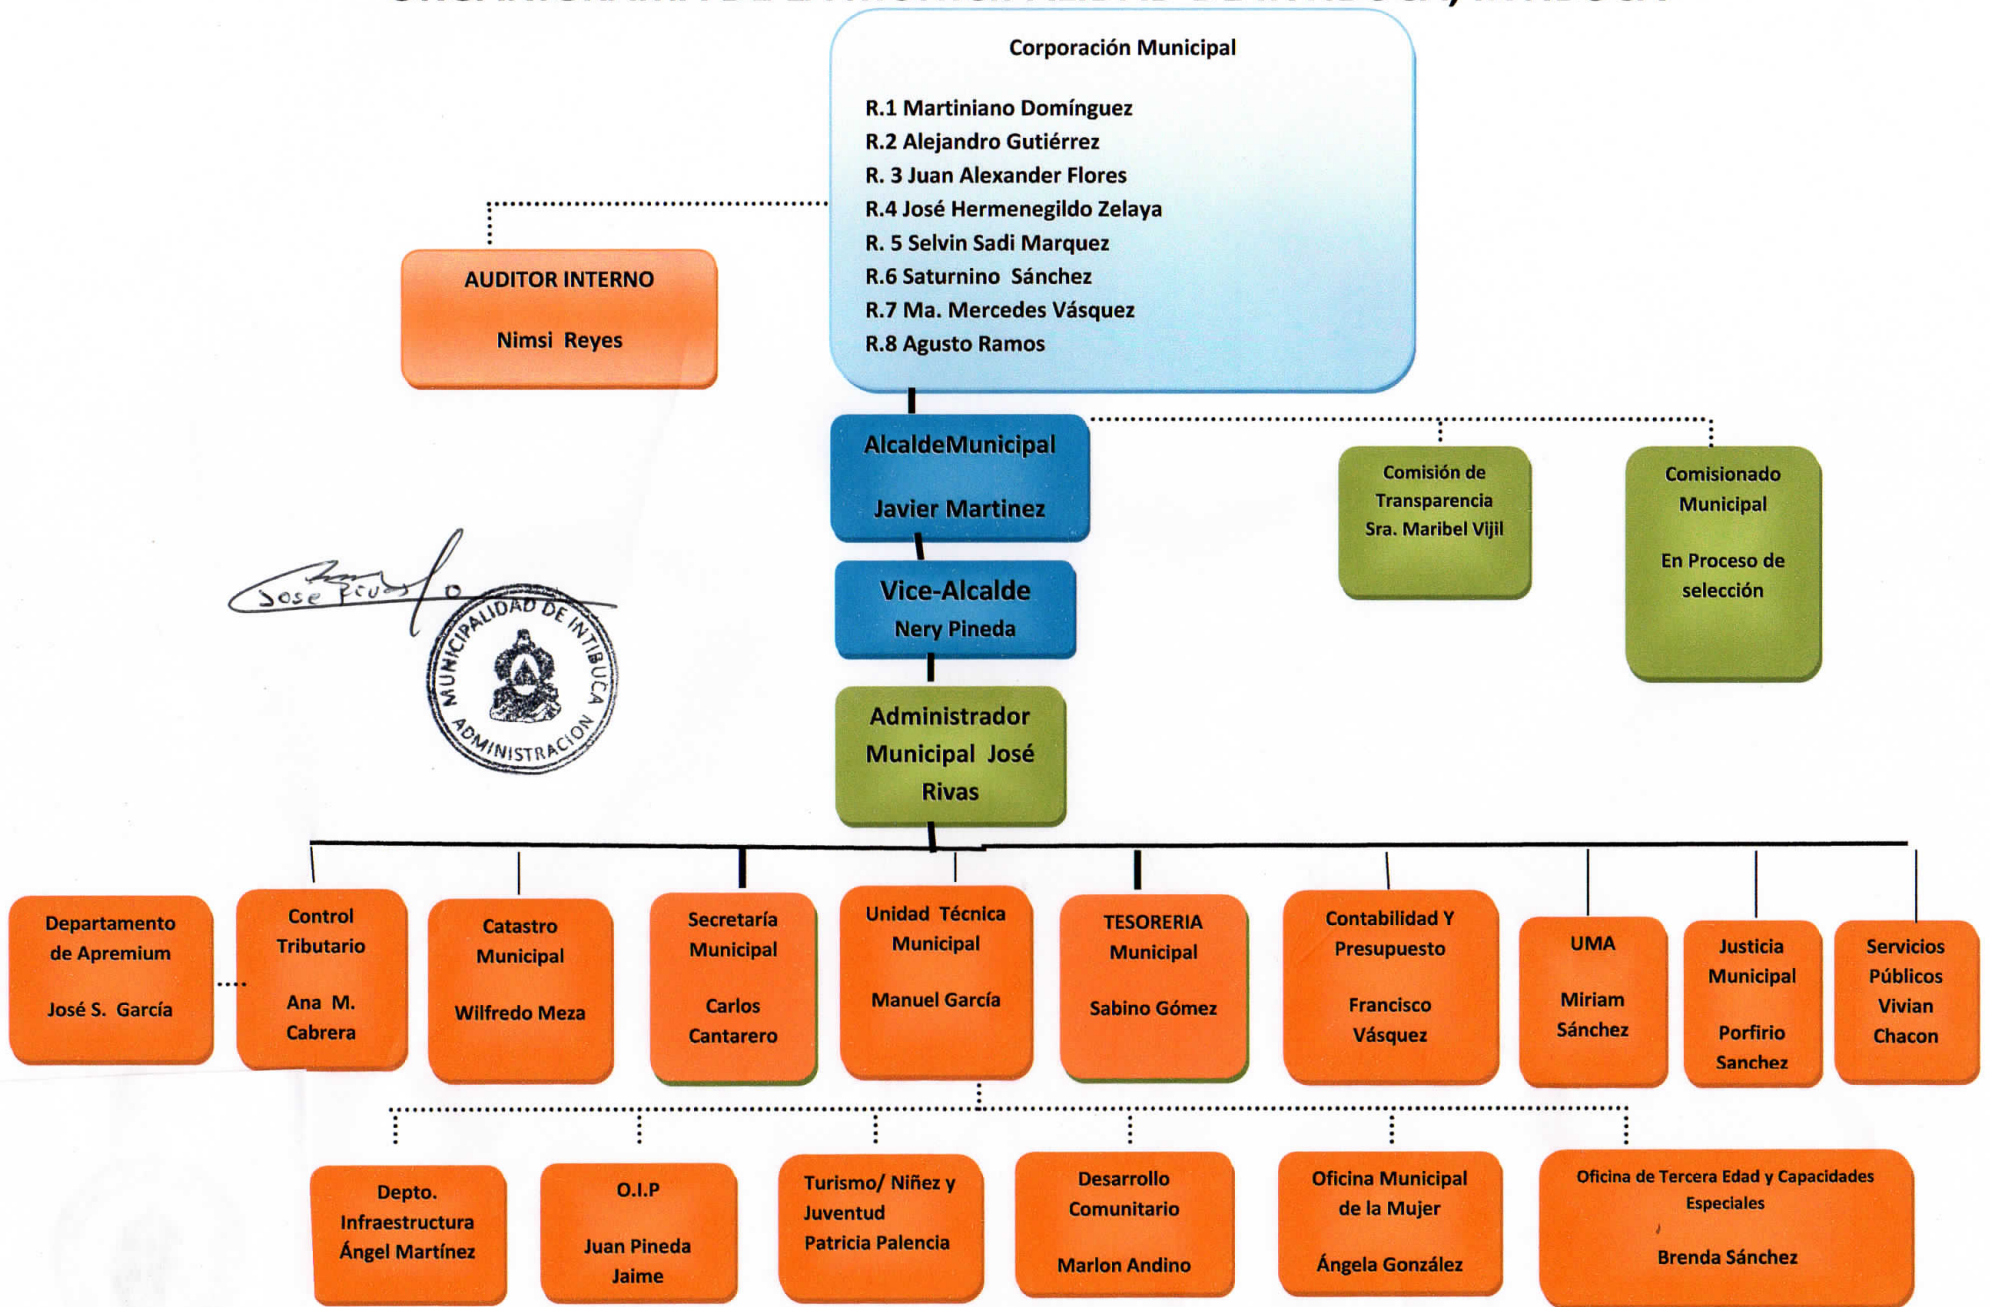 Corporación Municipal
R.1 Martiniano Domínguez
R.2 Alejandro Gutiérrez
R. 3 Juan Alexander Flores
R.4 José Hermenegildo Zelaya
R. 5 Selvin Sadi Marquez
R.6 Saturnino Sánchez
R.7 Ma. Mercedes Vásquez
R.8 Agusto Ramos
AUDITOR INTERNO
Nimsi Reyes
AlcaldeMunicipal
Javier Martinez
Comisión de
Transparencia
Sra. Maribel Vijil
Comisionado
Municipal
En Proceso de
selección
Vice-Alcalde
Nery Pineda
Jose Rivas
MUNICIPALIDAD DE INTIBUCA
ADMINISTRACION
Administrador
Municipal José
Rivas
Departamento
de Apremium
José S. García
Control
Tributario
Ana M.
Cabrera
Catastro
Municipal
Wilfredo Meza
Secretaría
Municipal
Carlos
Cantarero
Unidad Técnica
Municipal
Manuel García
TESORERIA
Municipal
Sabino Gómez
Contabilidad Y
Presupuesto
Francisco
Vásquez
UMA
Miriam
Sánchez
Justicia
Municipal
Porfirio
Sanchez
Servicios
Públicos
Vivian
Chacon
Depto.
Infraestructura
Ángel Martínez
O.I.P
Juan Pineda
Jaime
Turismo/ Niñez y
Juventud
Patricia Palencia
Desarrollo
Comunitario
Marlon Andino
Oficina Municipal
de la Mujer
Ángela González
Oficina de Tercera Edad y Capacidades
Especiales
Brenda Sánchez